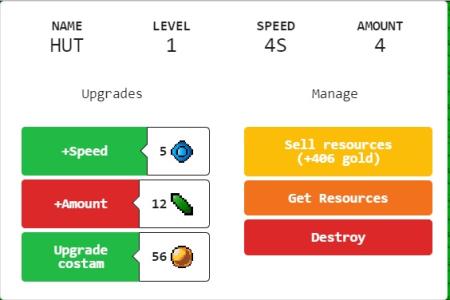 NAME LEVEL SPEED AMOUNT
HUT 1 4S 4
Upgrades Manage
+Speed 5
+Amount 12
Upgrade
costam 56
Sell resources
(+406 gold)
Get Resources
Destroy